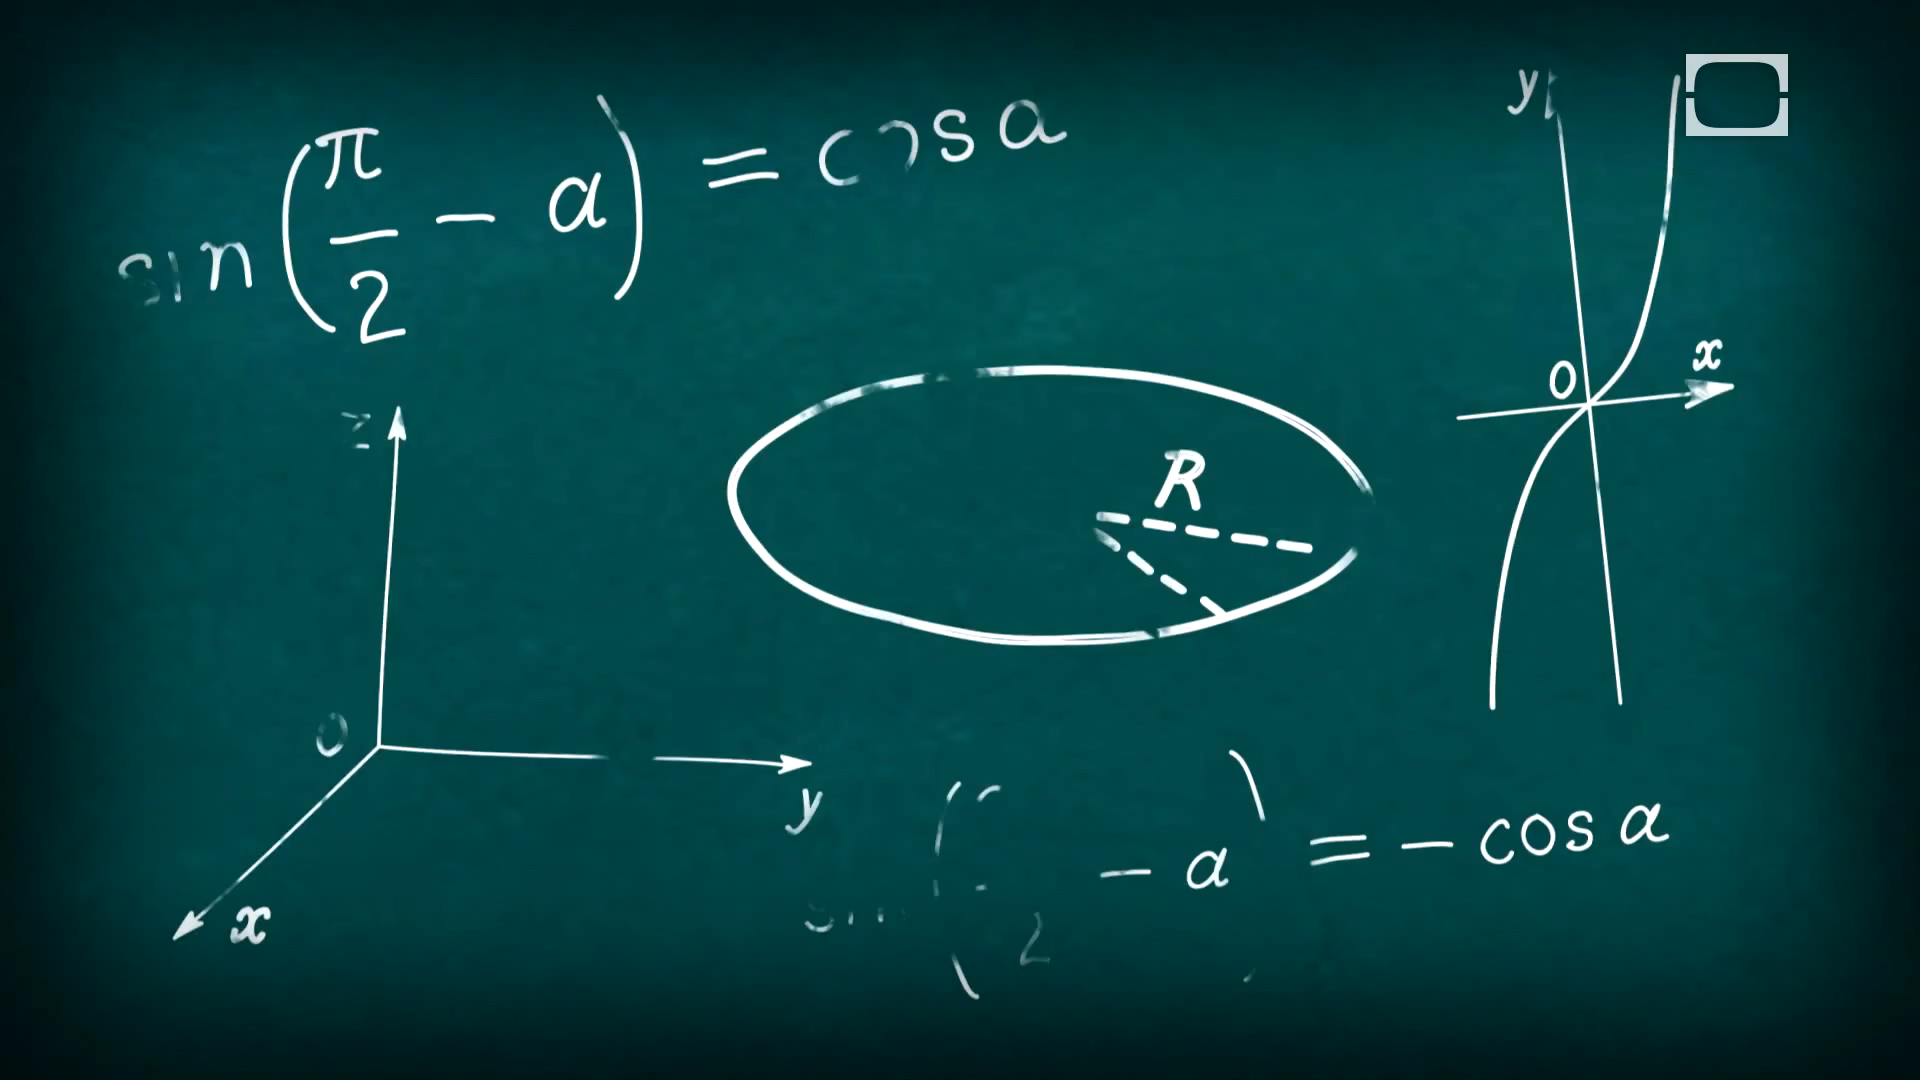 sin(π/2 - a) = cos a
y
x
0
z
R
0
y
x
- a = - cos a